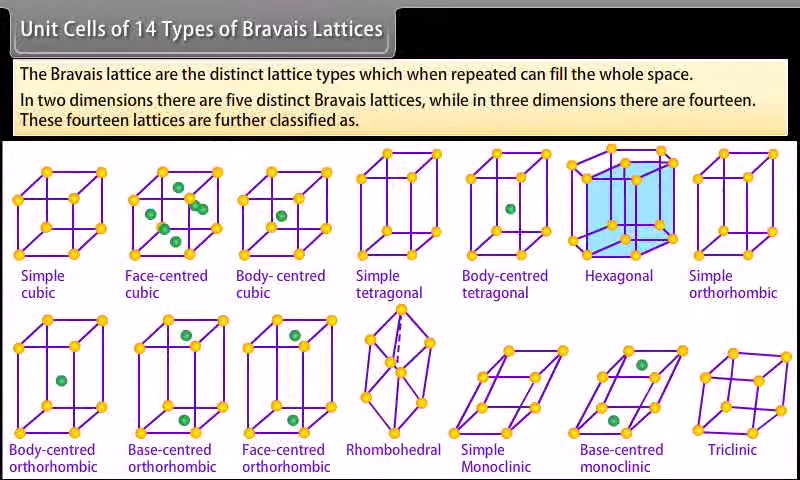 Unit Cells of 14 Types of Bravais Lattices
The Bravais lattice are the distinct lattice types which when repeated can fill the whole space.
In two dimensions there are five distinct Bravais lattices, while in three dimensions there are fourteen.
These fourteen lattices are further classified as.
Simple cubic
Face-centred cubic
Body- centred cubic
Simple tetragonal
Body-centred tetragonal
Hexagonal
Simple orthorhombic
Body-centred orthorhombic
Base-centred orthorhombic
Face-centred orthorhombic
Rhombohedral
Simple Monoclinic
Base-centred monoclinic
Triclinic